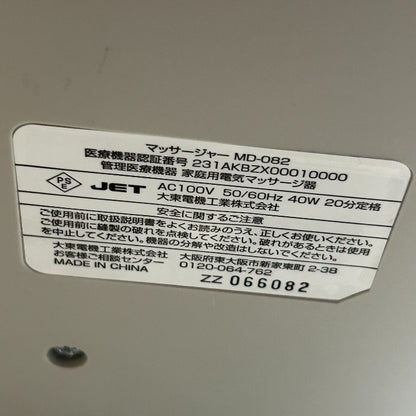 マッサージャー MD-082
医療機器認証番号 231AKBZX00010000
管理医療機器 家庭用電気マッサージ器
PSE JET AC100V 50/60Hz 40W 20分定格
大東電機工業株式会社
安全に関するご注意
ご使用前に取扱説明書をよくお読みのうえ、正しくお使いください。
ご使用前に縫製の破れを点検してください。破れがあるときは使用
を中止してください。機器の分解や改造はしないでください。
大東電機工業株式会社 大阪府東大阪市新家東町 2-38
お客様ご相談センター 0120-064-762
MADE IN CHINA
ZZ 066082